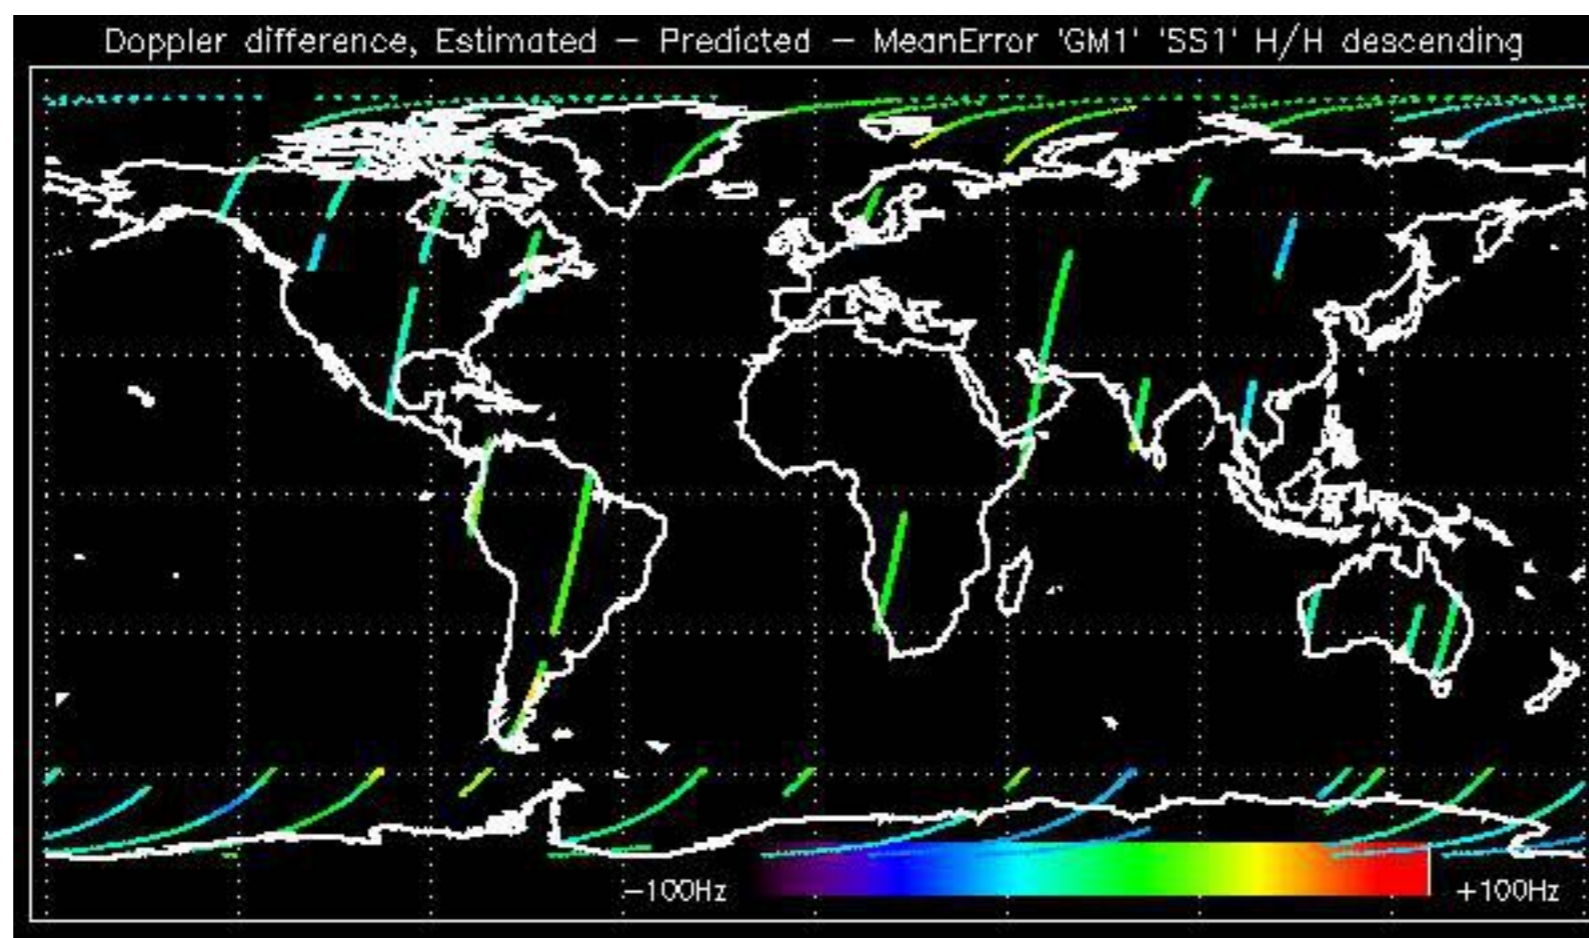 Doppler difference, Estimated – Predicted – MeanError 'GM1' 'SS1' H/H descending
–100Hz
+100Hz